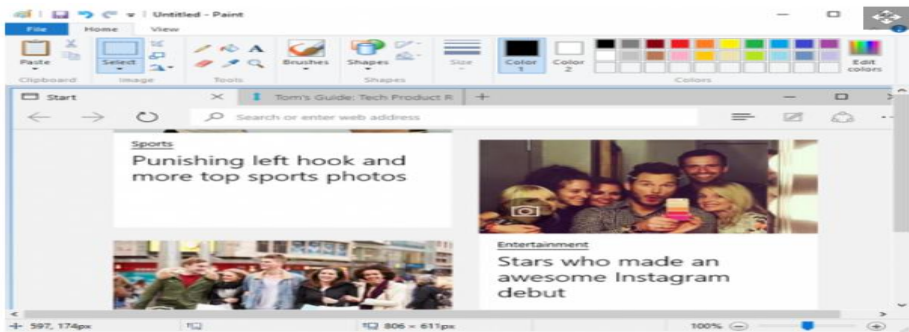 Untitled - Paint
File Home View
Paste
Select
Brushes
Shapes
Size
Color 1
Color 2
Edit colors
Clipboard
Image
Tools
Shapes
Colors
Start
Tom's Guide: Tech Product R
Search or enter web address
Sports
Punishing left hook and
more top sports photos
Entertainment
Stars who made an
awesome Instagram
debut
597, 174px
806 × 611px
100%